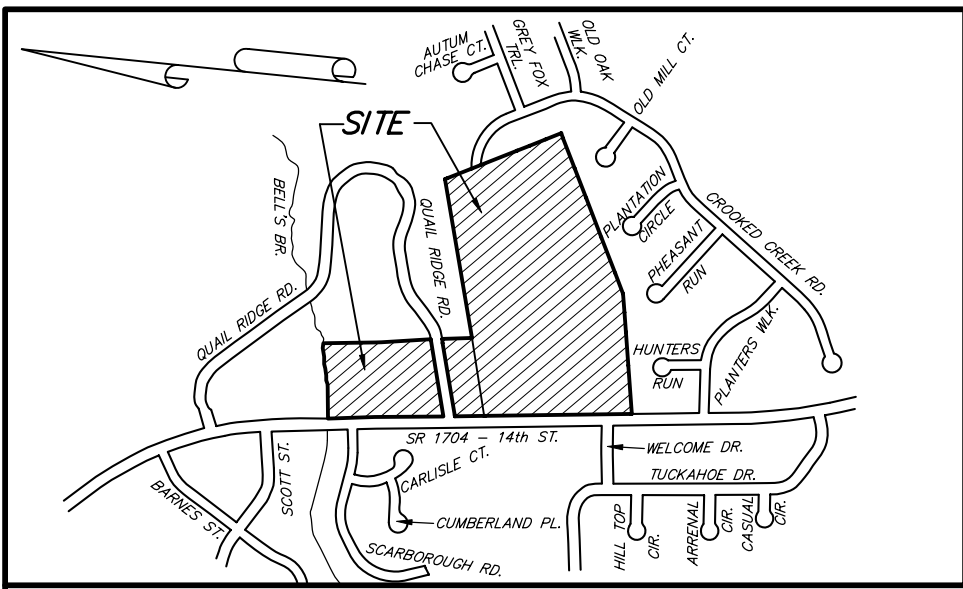 AUTUM
CHASE CT.
GREY FOX
TRL.
OLD OAK
WLK.
OLD MILL CT.
SITE
BELL'S BR.
QUAIL RIDGE RD.
PLANTATION
CIRCLE
CROOKED CREEK RD.
PHEASANT
RUN
QUAIL RIDGE RD.
HUNTERS
RUN
PLANTERS WLK.
SR 1704 – 14th ST.
WELCOME DR.
TUCKAHOE DR.
SCOTT ST.
BARNES ST.
CARLISLE CT.
CUMBERLAND PL.
SCARBOROUGH RD.
HILL TOP
CIR.
ARRENAL
CIR.
CASUAL
CIR.